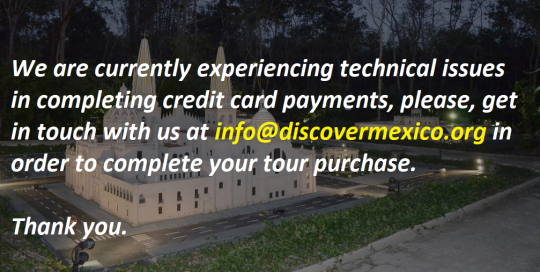 We are currently experiencing technical issues
in completing credit card payments, please, get
in touch with us at info@discovermexico.org in
order to complete your tour purchase.
Thank you.